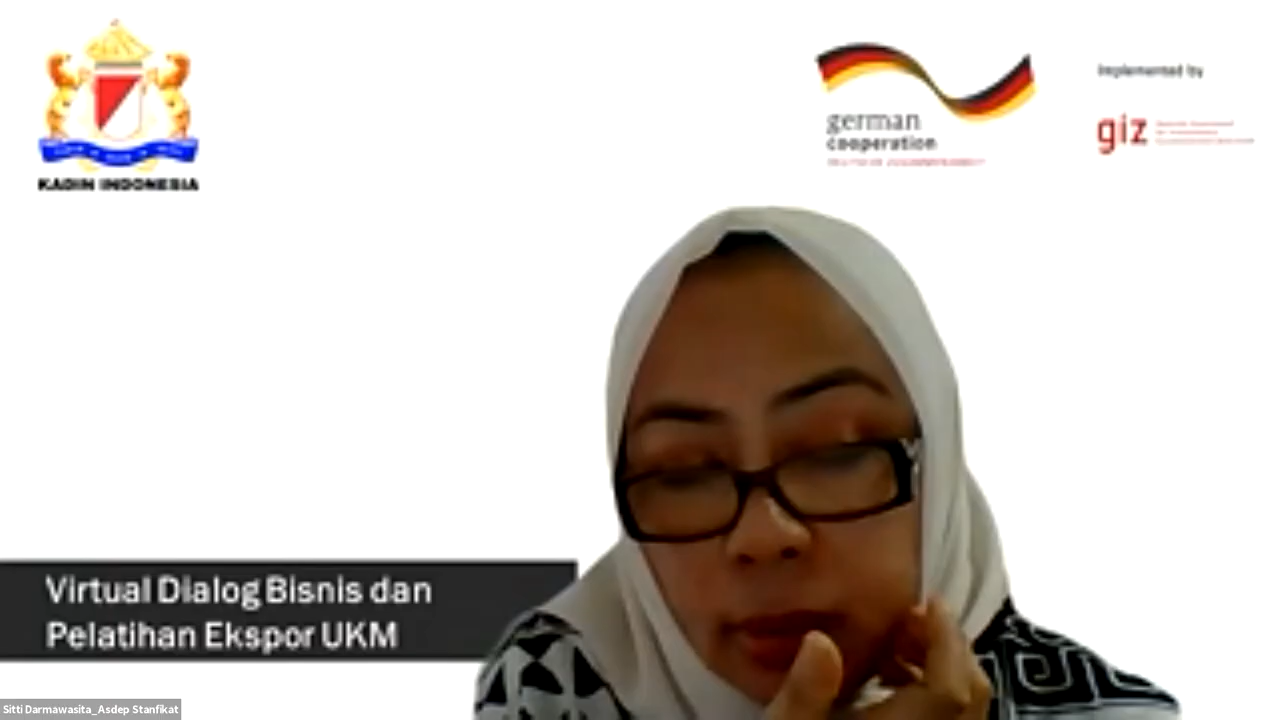 KADIN INDONESIA
german
cooperation
Implemented by
giz
Virtual Dialog Bisnis dan
Pelatihan Ekspor UKM
Sitti Darmawasita_Asdep Stanfikat